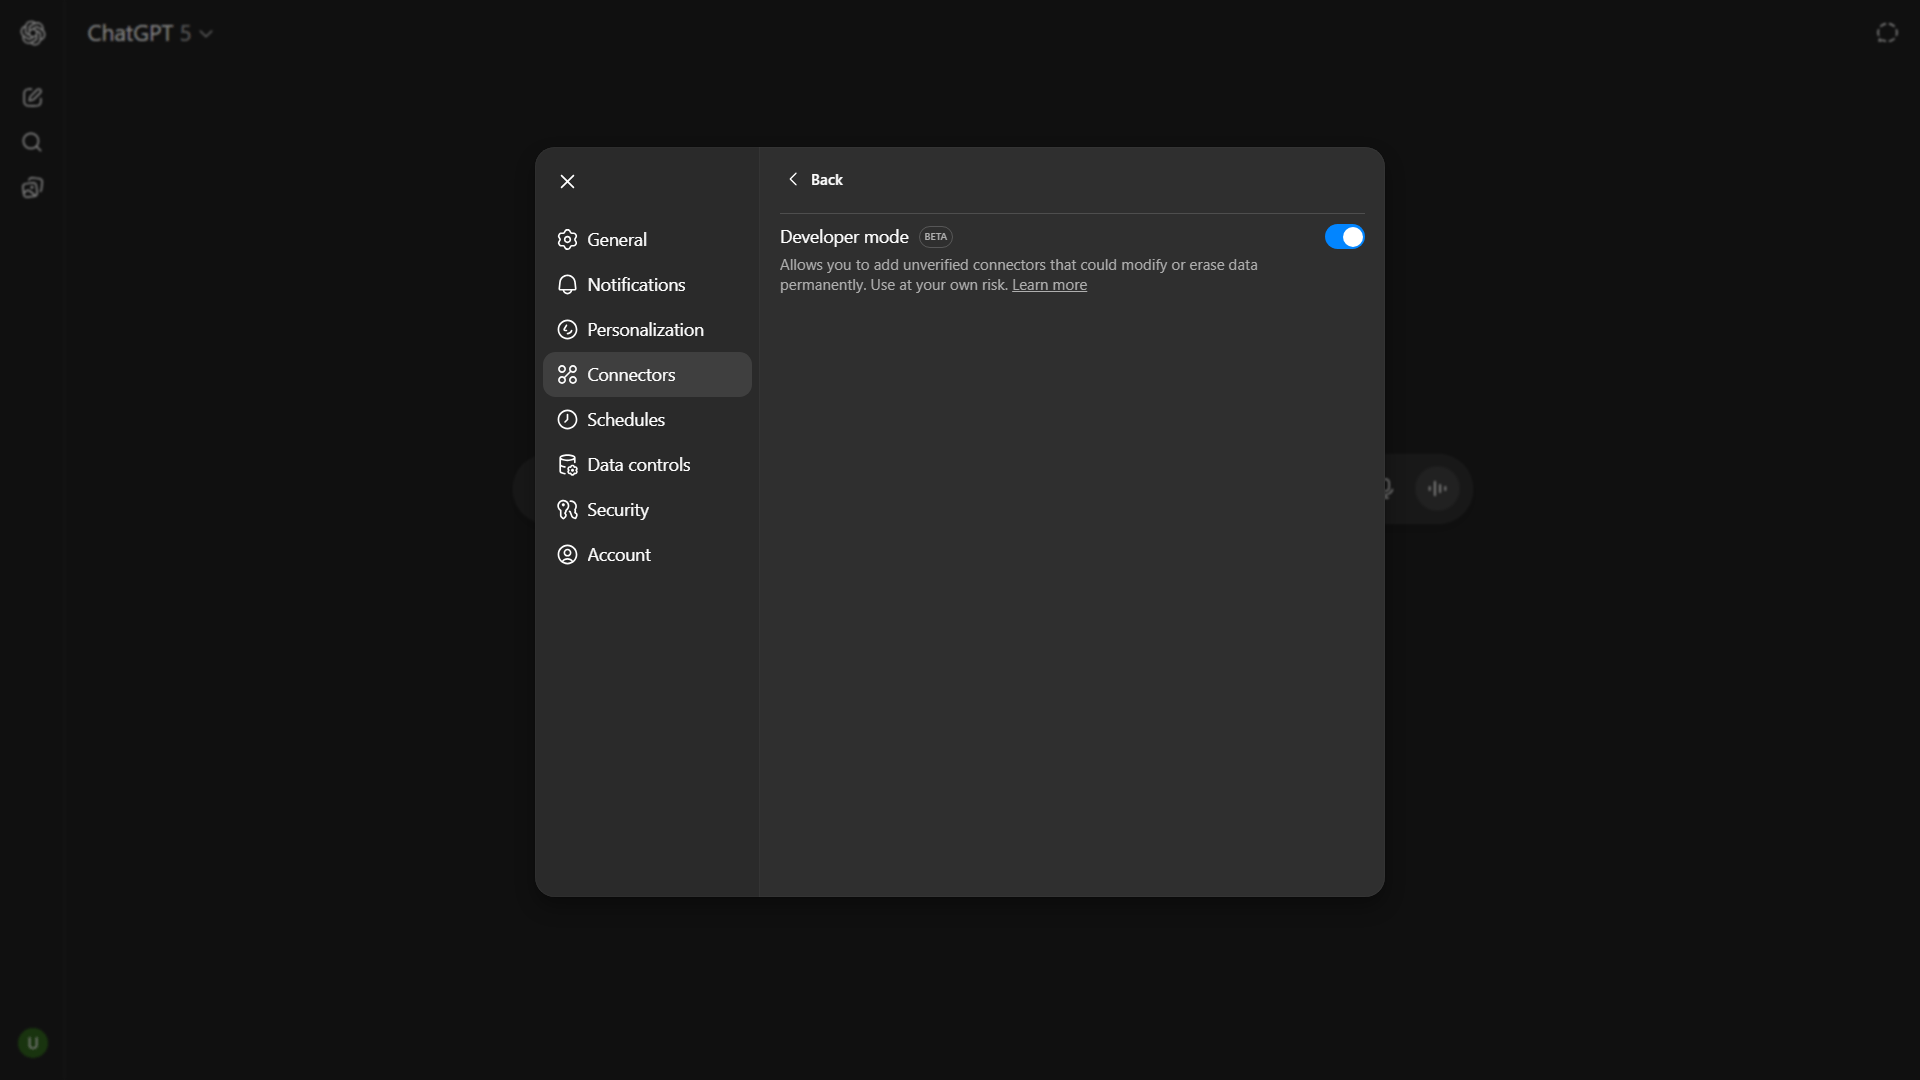 ChatGPT 5
Back
General
Notifications
Personalization
Connectors
Schedules
Data controls
Security
Account
Developer mode BETA
Allows you to add unverified connectors that could modify or erase data
permanently. Use at your own risk. Learn more
U